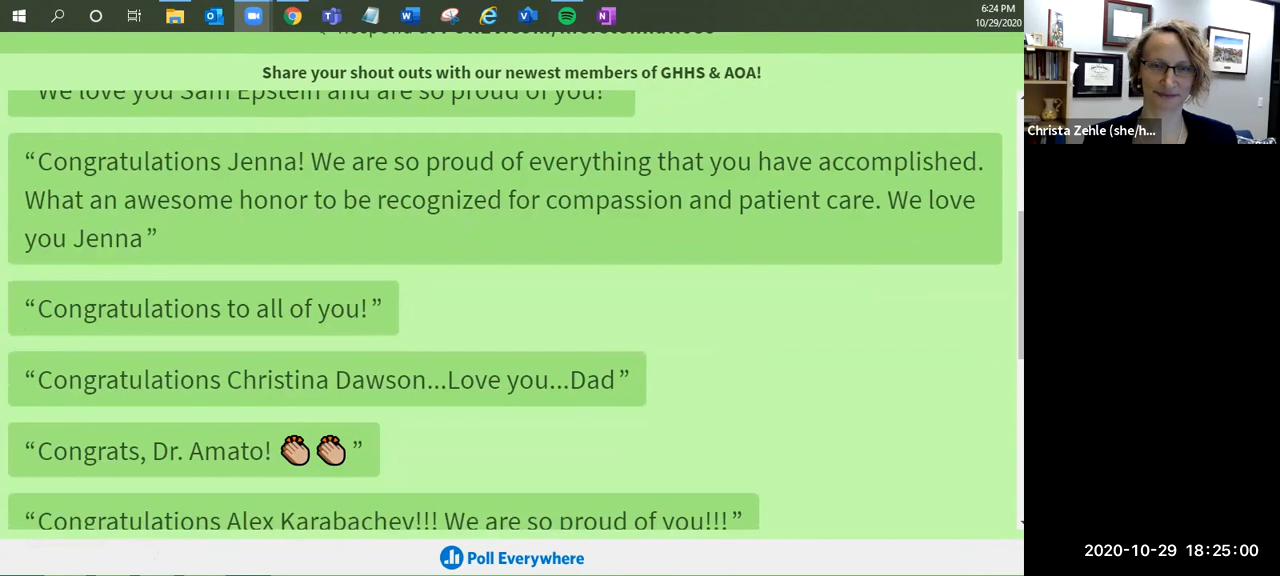 6:24 PM
10/29/2020
Share your shout outs with our newest members of GHHS & AOA!
We love you Sam Epstein and are so proud of you!
“Congratulations Jenna! We are so proud of everything that you have accomplished.
What an awesome honor to be recognized for compassion and patient care. We love
you Jenna”
“Congratulations to all of you!”
“Congratulations Christina Dawson...Love you...Dad”
“Congrats, Dr. Amato! 👏🏼👏🏼”
“Congratulations Alex Karabachev!!! We are so proud of you!!!”
Poll Everywhere
Christa Zehle (she/h...
2020-10-29 18:25:00